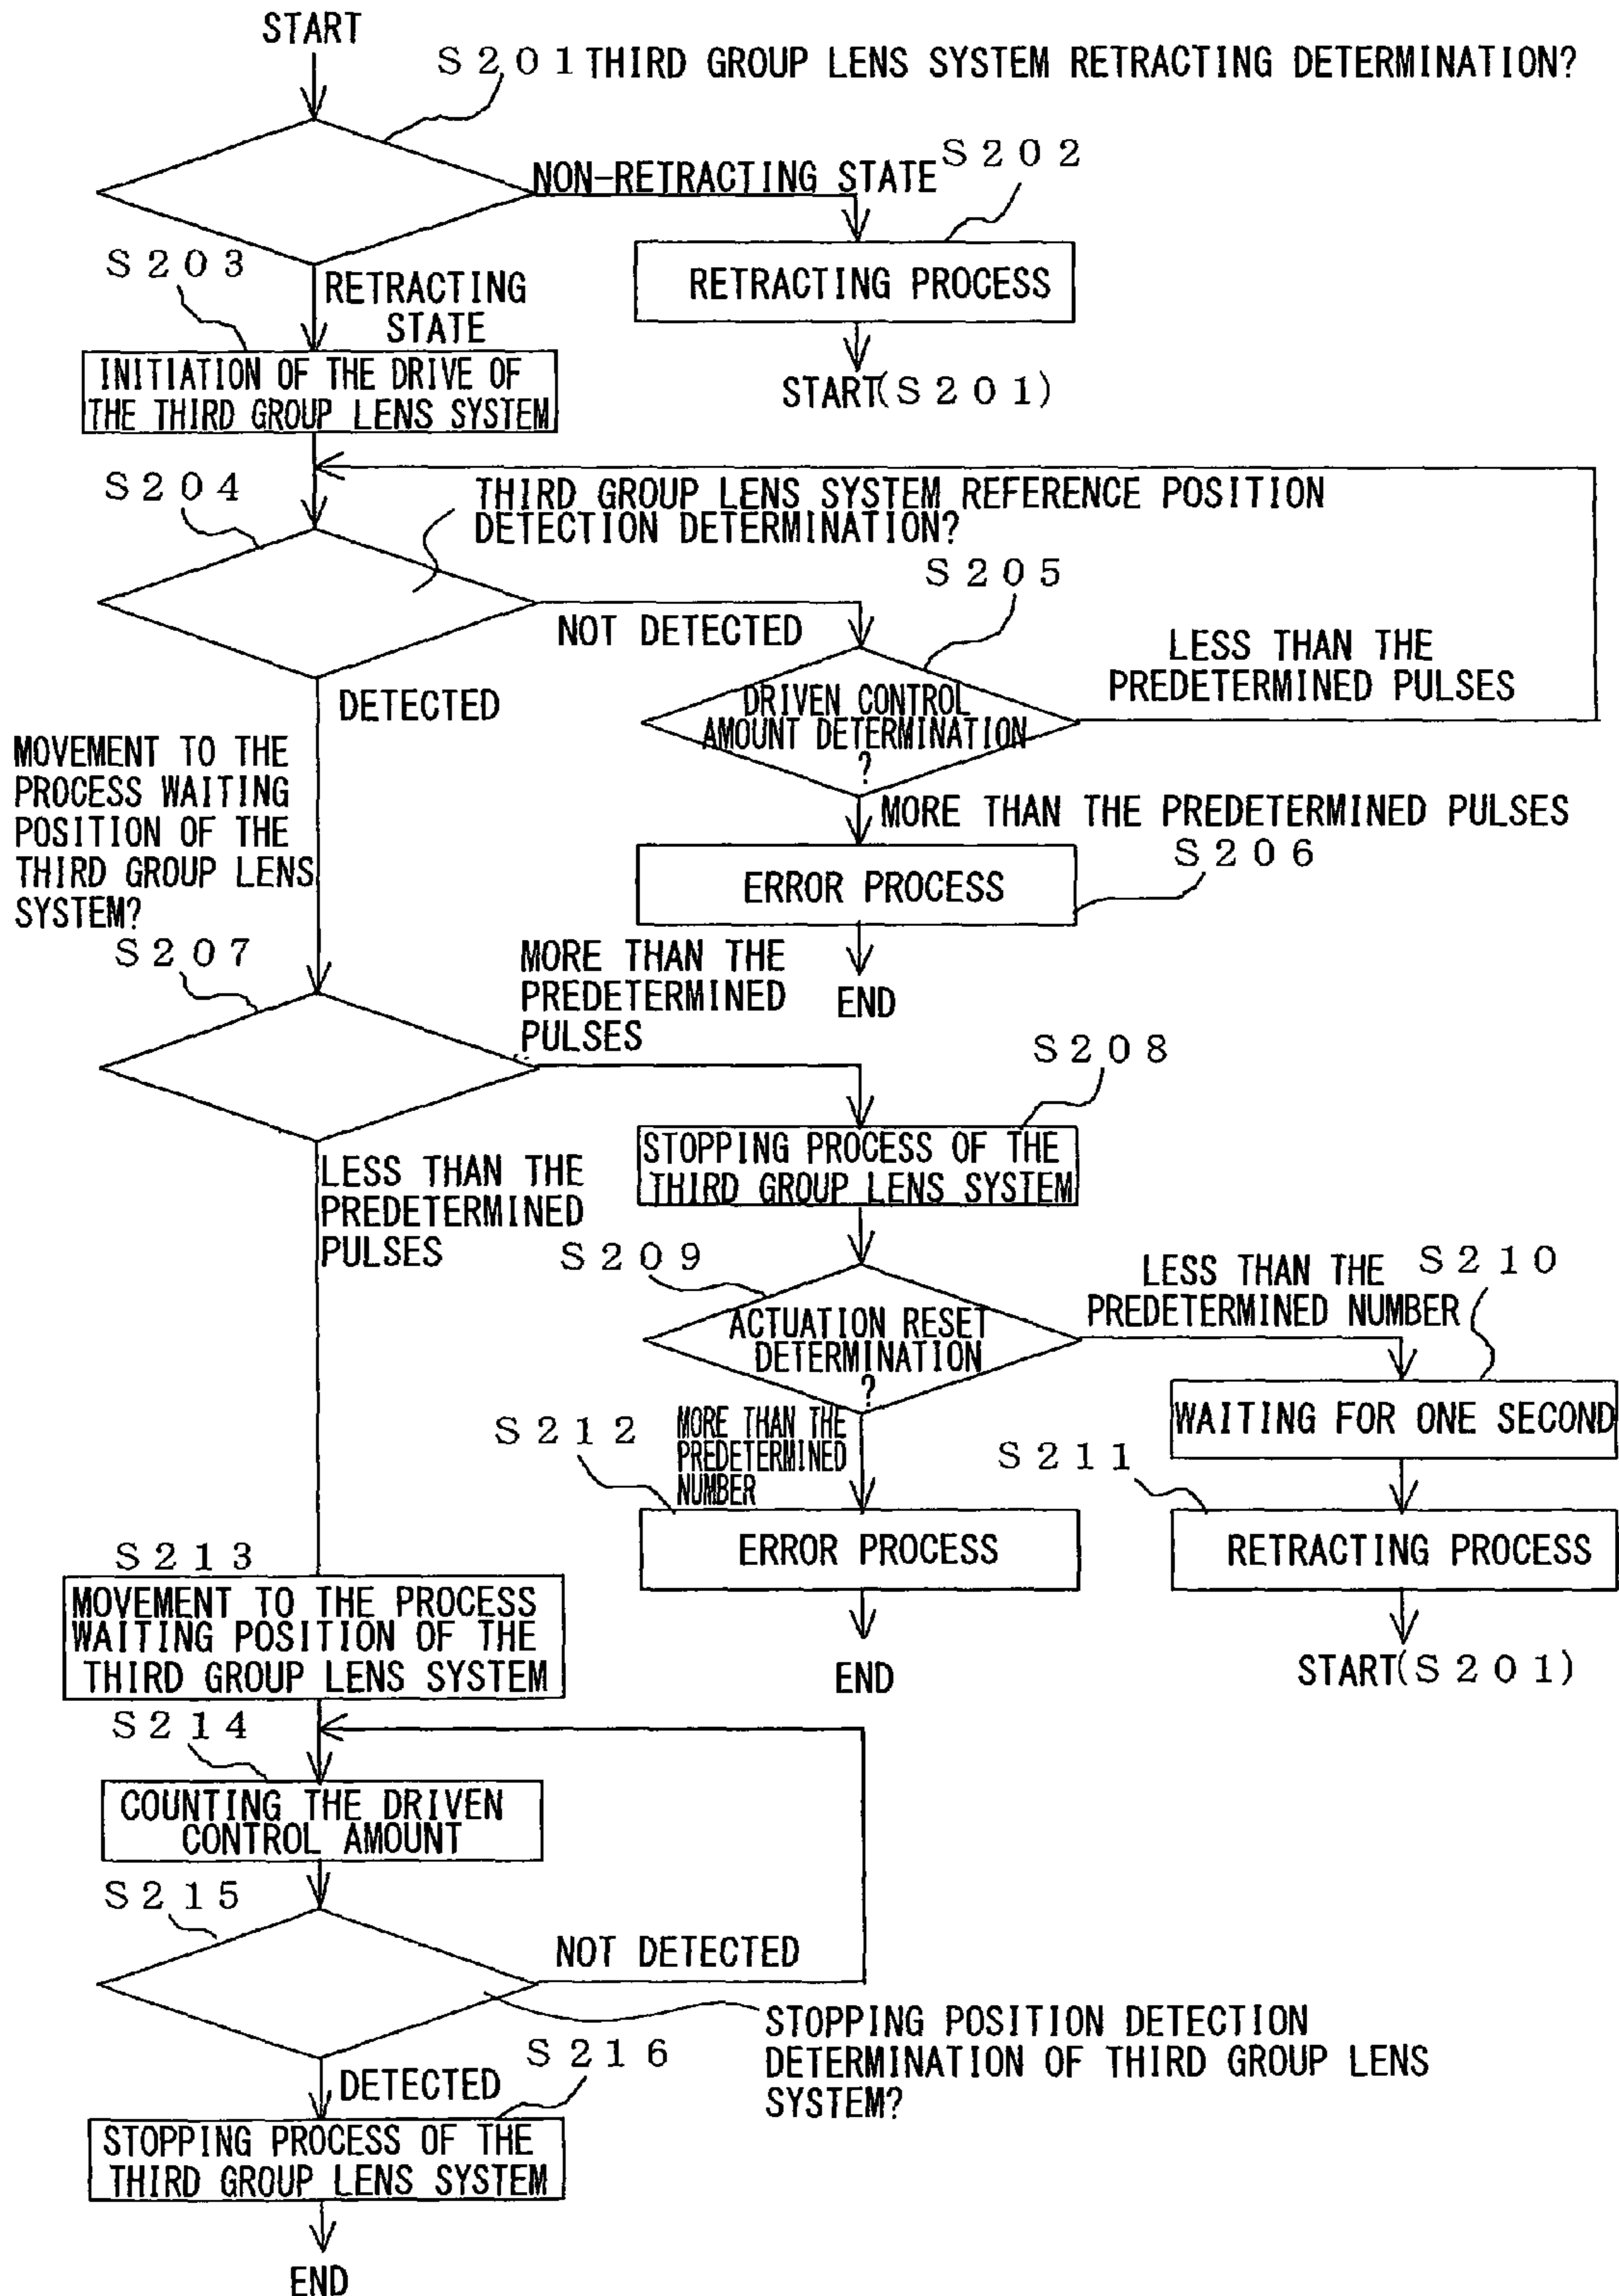 START
S201 THIRD GROUP LENS SYSTEM RETRACTING DETERMINATION?
NON-RETRACTING STATE
S202
RETRACTING PROCESS
START(S201)
S203
RETRACTING
STATE
INITIATION OF THE DRIVE OF
THE THIRD GROUP LENS SYSTEM
S204
THIRD GROUP LENS SYSTEM REFERENCE POSITION
DETECTION DETERMINATION?
NOT DETECTED
S205
DRIVEN CONTROL
AMOUNT DETERMINATION
?
LESS THAN THE
PREDETERMINED PULSES
DETECTED
MORE THAN THE PREDETERMINED PULSES
S206
ERROR PROCESS
END
MOVEMENT TO THE
PROCESS WAITING
POSITION OF THE
THIRD GROUP LENS
SYSTEM?
S207
MORE THAN THE
PREDETERMINED
PULSES
S208
STOPPING PROCESS OF THE
THIRD GROUP LENS SYSTEM
LESS THAN THE
PREDETERMINED
PULSES
S209
ACTUATION RESET
DETERMINATION
?
LESS THAN THE
PREDETERMINED NUMBER
S210
WAITING FOR ONE SECOND
S211
RETRACTING PROCESS
START(S201)
S212
MORE THAN THE
PREDETERMINED
NUMBER
ERROR PROCESS
END
S213
MOVEMENT TO THE PROCESS
WAITING POSITION OF THE
THIRD GROUP LENS SYSTEM
S214
COUNTING THE DRIVEN
CONTROL AMOUNT
S215
NOT DETECTED
STOPPING POSITION DETECTION
DETERMINATION OF THIRD GROUP LENS
SYSTEM?
S216
DETECTED
STOPPING PROCESS OF THE
THIRD GROUP LENS SYSTEM
END